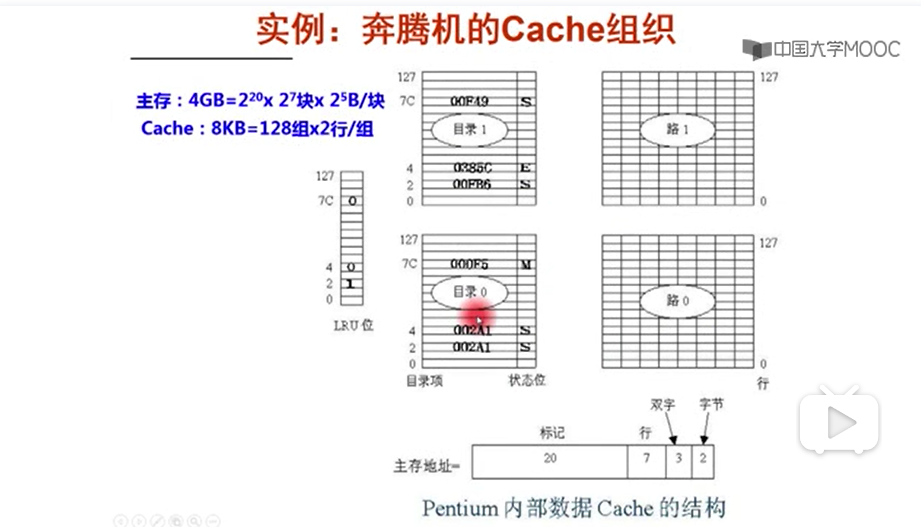 实例：奔腾机的Cache组织
中国大学MOOC
主存：4GB=2²⁰x 2⁷块x 2⁵B/块
Cache：8KB=128组x2行/组
127
7C 00F49 S
目录 1
4 0385C E
2 00FB6 S
0
127
路 1
0
127
7C 0
4 0
2 1
0
LRU 位
127
7C 000F5 M
目录 0
4 002A1 S
2 002A1 S
0
目录项 状态位
127
路 0
0
行
双字 字节
标记 行
主存地址= 20 7 3 2
Pentium 内部数据 Cache 的结构